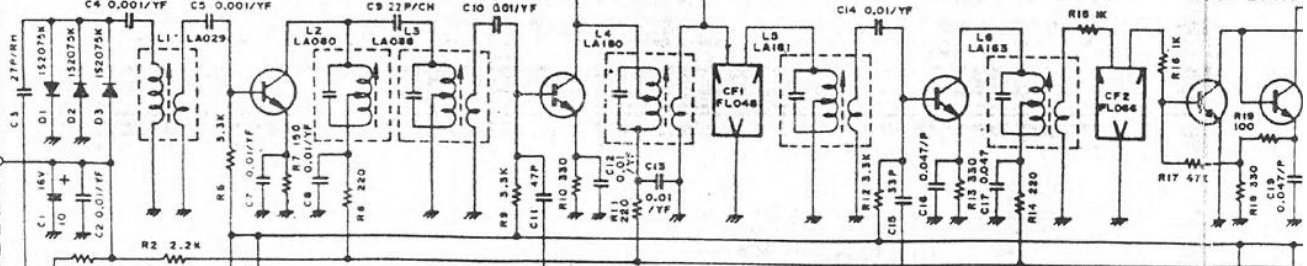 C4 0,001/YF
C5 0,001/YF
C9 22P/CH
C10 0.01/YF
C14 0,01/YF
R15 1K
R16 1K
C3 27P/RH
D1 1S2075K
D2 1S2075K
D3 1S2075K
L1
LA029
L2
LA080
L3
LA086
L4
LA180
L5
LA181
L6
LA163
CF1
FL048
CF2
FL066
R19
100
R6 3.3K
C7 0.01/YF
R7 150
C8 0.01/YF
R8 220
R9 3.3K
C11 47P
R10 330
C12
0,01
/YF
R11
220
C13
0.01
/YF
R12 3.3K
C15 33P
C16 0.047/P
R13 330
C17 0.047
R14 220
R17 47K
R18 330
C19
0.047/P
C1 16V
10
+
C2 0.01/YF
R2 2.2K